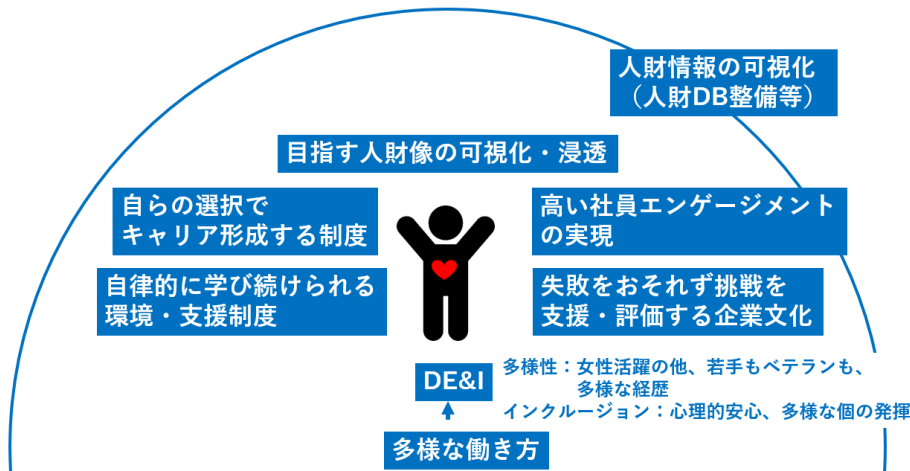 人財情報の可視化
（人財DB整備等）
目指す人財像の可視化・浸透
自らの選択で
キャリア形成する制度
高い社員エンゲージメント
の実現
自律的に学び続けられる
環境・支援制度
失敗をおそれず挑戦を
支援・評価する企業文化
DE&I
多様性：女性活躍の他、若手もベテランも、
多様な経歴
インクルージョン：心理的安心、多様な個の発揮
多様な働き方